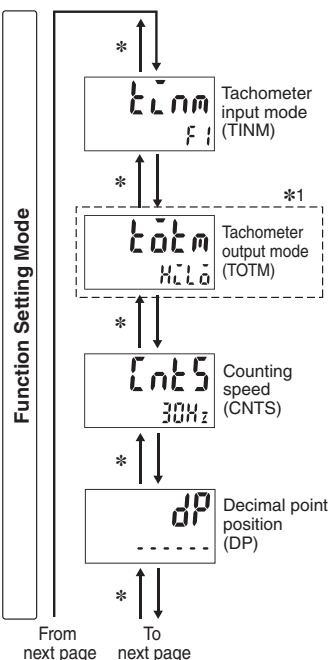 Function Setting Mode
*
tinm
F1
Tachometer
input mode
(TINM)
*
*1
totm
HiLo
Tachometer
output mode
(TOTM)
*
CntS
30Hz
Counting
speed
(CNTS)
*
dP
------
Decimal point
position
(DP)
*
From
next page
To
next page